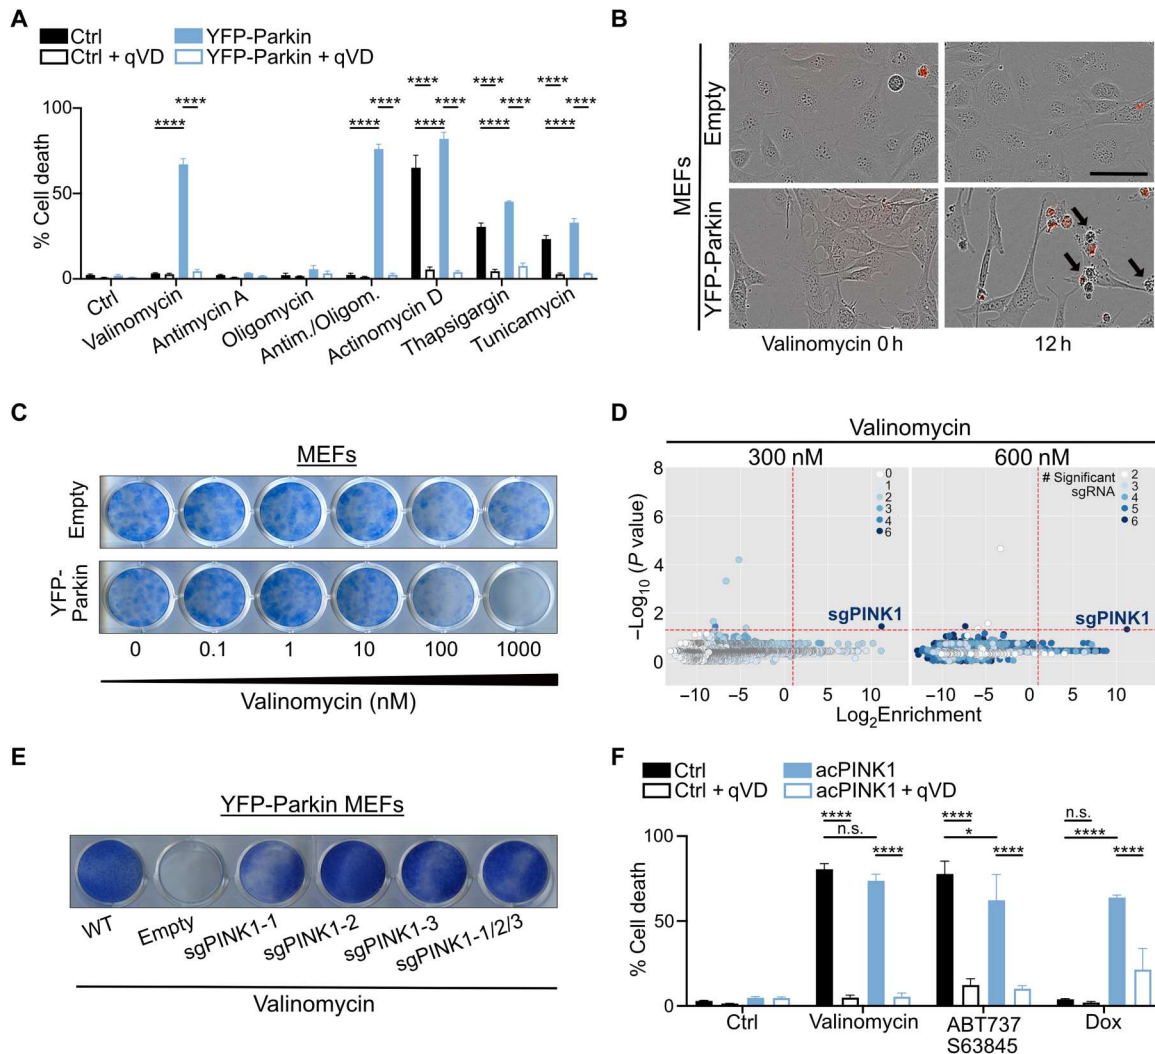 A
Ctrl
YFP-Parkin
Ctrl + qVD
YFP-Parkin + qVD
**** **** ****
**** **** **** **** ****
**** **** **** **** ****
% Cell death
100
50
0
Ctrl
Valinomycin
Antimycin A
Oligomycin
Antim./Oligom.
Actinomycin D
Thapsigargin
Tunicamycin
B
MEFs
Empty
YFP-Parkin
Valinomycin 0 h
12 h
C
MEFs
Empty
YFP-
Parkin
0 0.1 1 10 100 1000
Valinomycin (nM)
D
Valinomycin
300 nM
600 nM
–Log10 (P value)
8
6
4
2
0
0
1
2
3
4
6
# Significant
sgRNA
2
3
4
5
6
sgPINK1
sgPINK1
−10 −5 0 5 10
−10 −5 0 5 10
Log2Enrichment
E
YFP-Parkin MEFs
WT
Empty
sgPINK1-1
sgPINK1-2
sgPINK1-3
sgPINK1-1/2/3
Valinomycin
F
Ctrl
acPINK1
Ctrl + qVD
acPINK1 + qVD
**** **** n.s.
n.s. * ****
**** **** ****
% Cell death
100
50
0
Ctrl
Valinomycin
ABT737
S63845
Dox